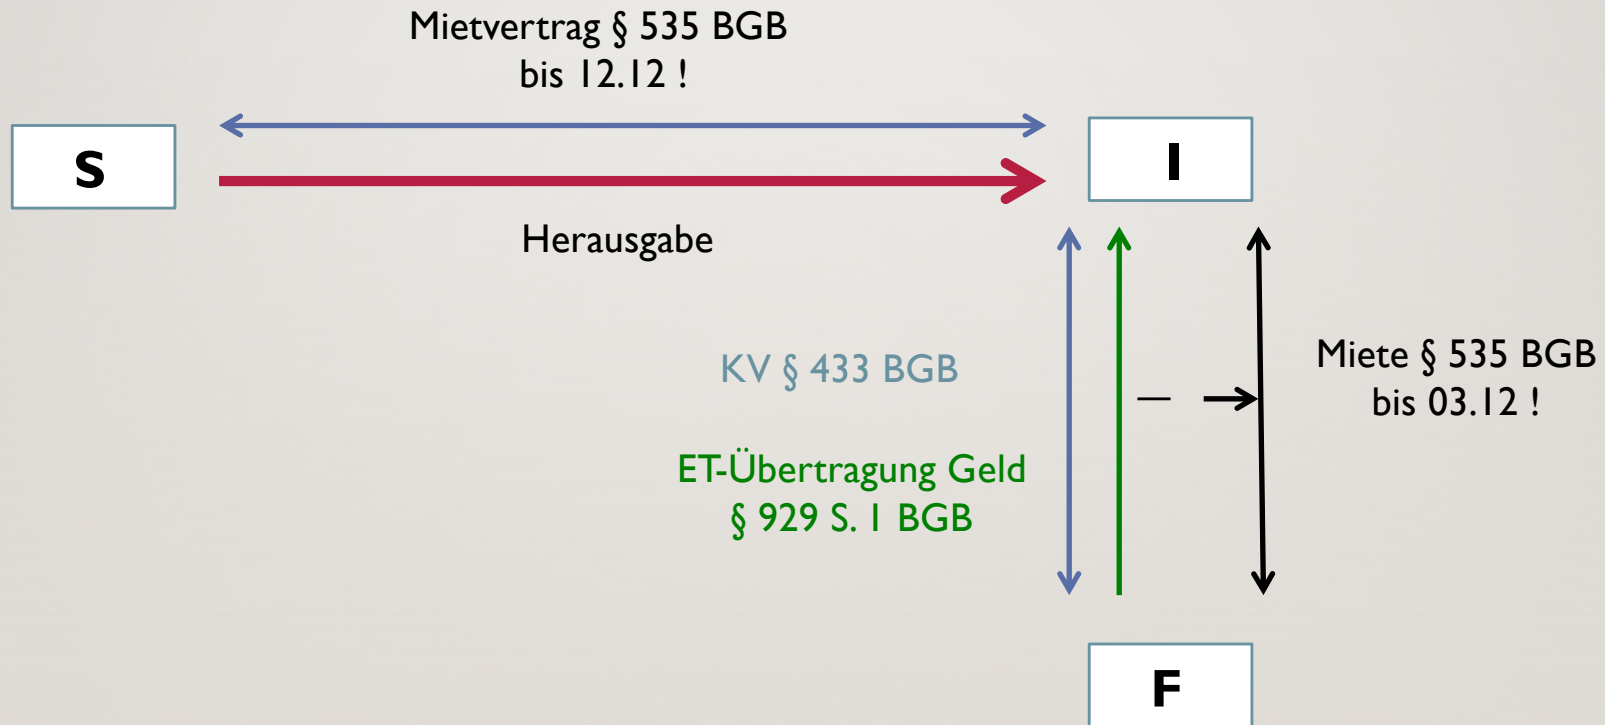 Mietvertrag § 535 BGB
bis 12.12 !
S
I
Herausgabe
KV § 433 BGB
Miete § 535 BGB
bis 03.12 !
ET-Übertragung Geld
§ 929 S. 1 BGB
F